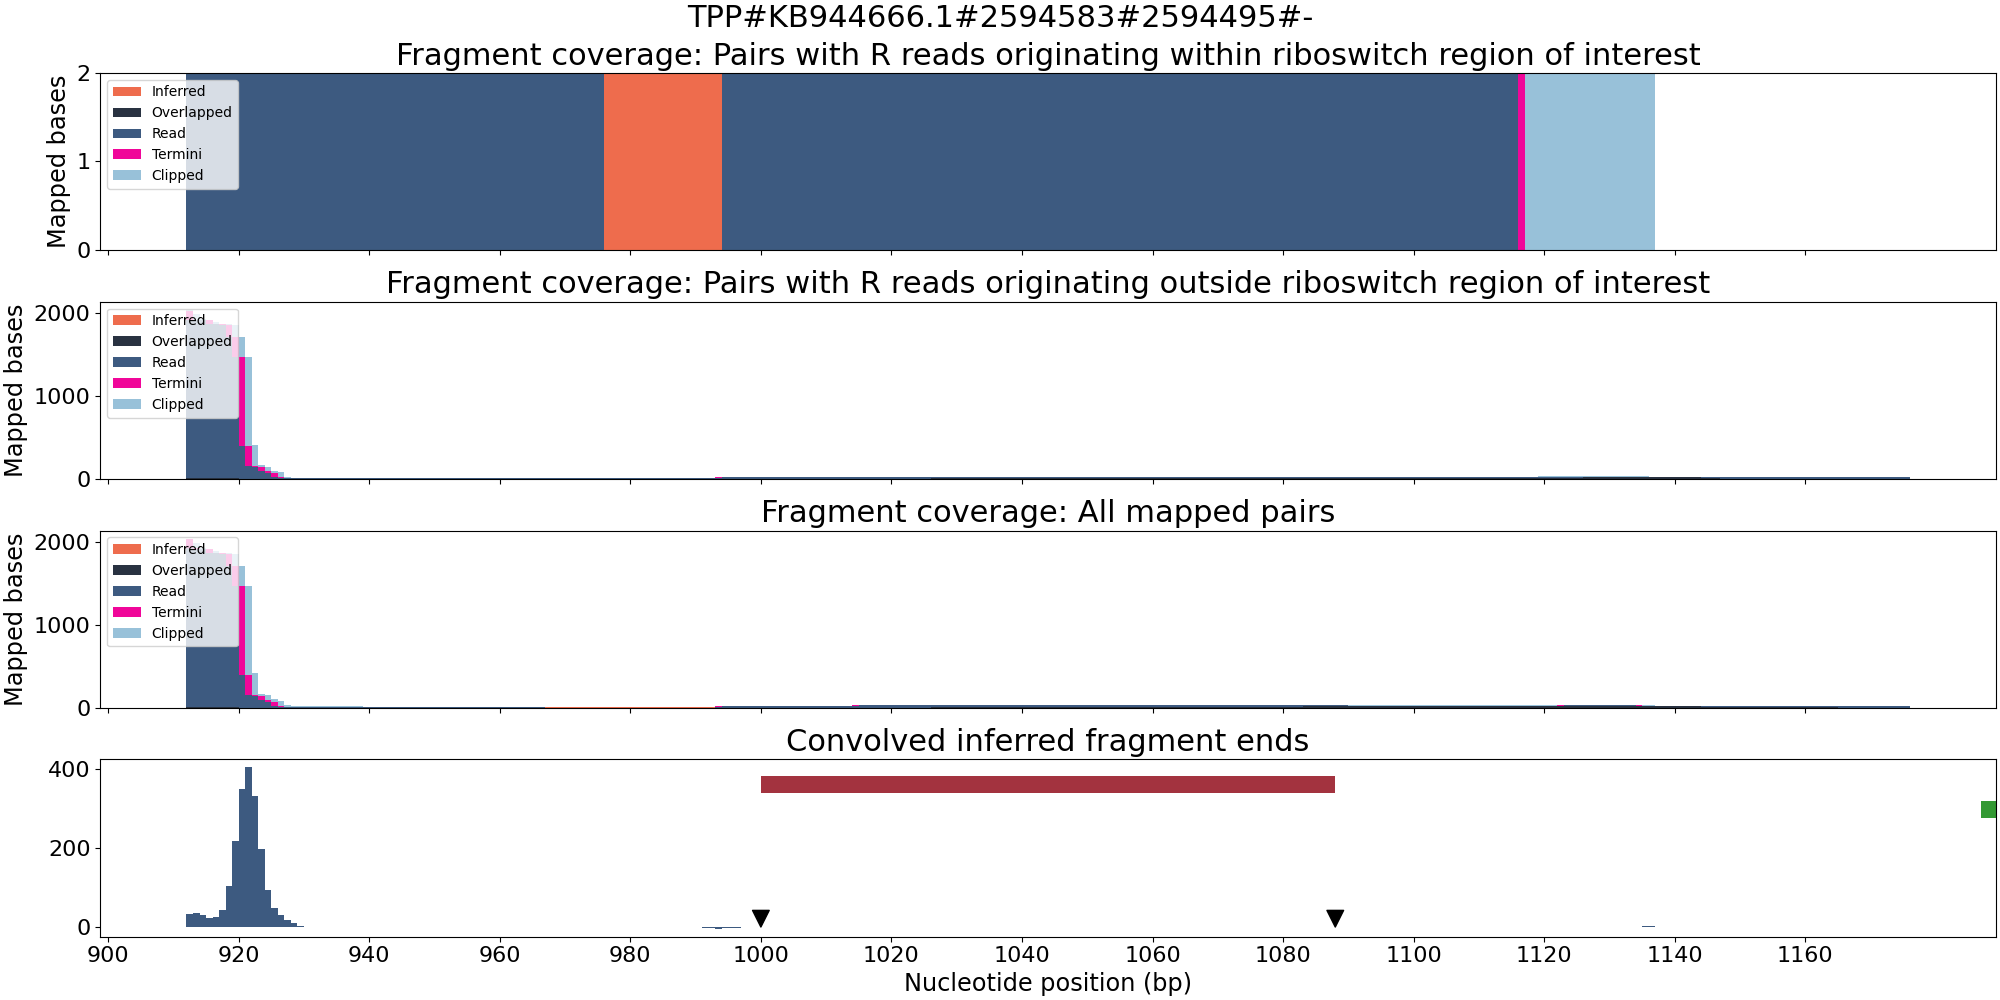 TPP#KB944666.1#2594583#2594495#-
Fragment coverage: Pairs with R reads originating within riboswitch region of interest
Mapped bases
2
1
0
Inferred
Overlapped
Read
Termini
Clipped
Fragment coverage: Pairs with R reads originating outside riboswitch region of interest
Mapped bases
2000
1000
0
Inferred
Overlapped
Read
Termini
Clipped
Fragment coverage: All mapped pairs
Mapped bases
2000
1000
0
Inferred
Overlapped
Read
Termini
Clipped
Convolved inferred fragment ends
400
200
0
900 920 940 960 980 1000 1020 1040 1060 1080 1100 1120 1140 1160
Nucleotide position (bp)